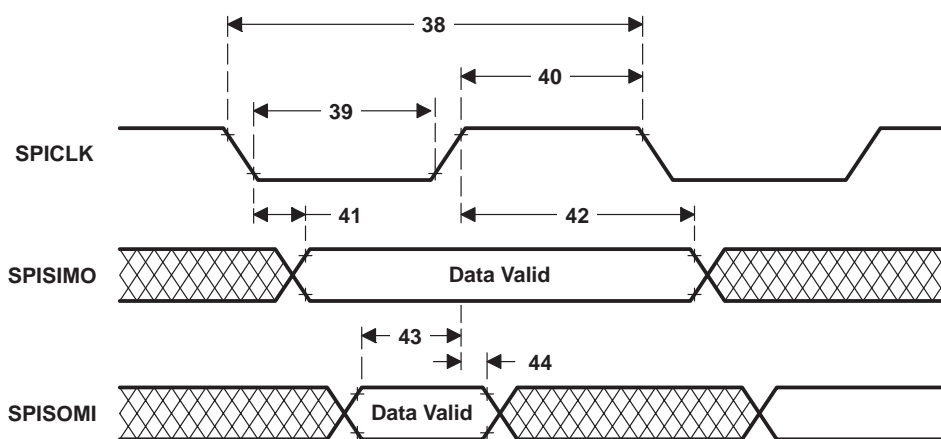 38
40
39
SPICLK
41
42
SPISIMO
Data Valid
43
44
SPISOMI
Data Valid